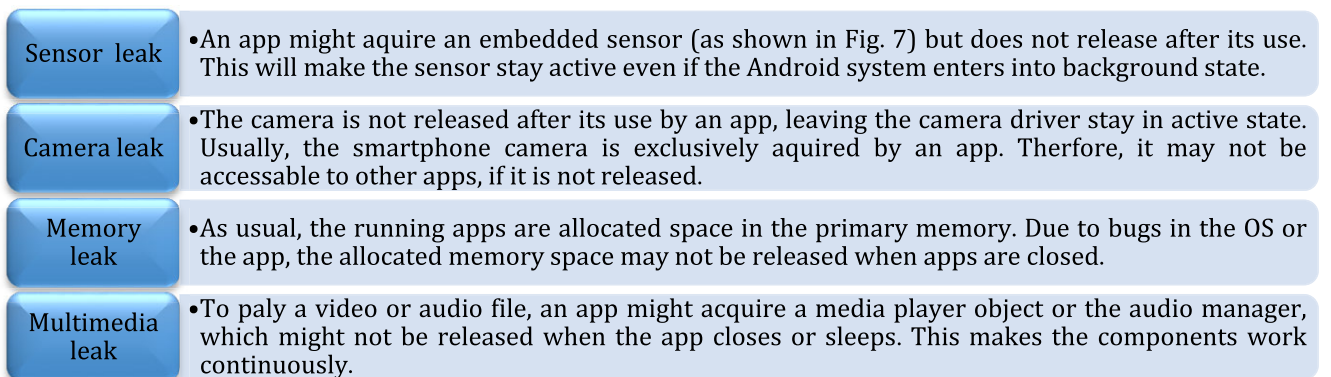 Sensor leak
•An app might aquire an embedded sensor (as shown in Fig. 7) but does not release after its use.
This will make the sensor stay active even if the Android system enters into background state.
Camera leak
•The camera is not released after its use by an app, leaving the camera driver stay in active state.
Usually, the smartphone camera is exclusively aquired by an app. Therfore, it may not be
accessable to other apps, if it is not released.
Memory
leak
•As usual, the running apps are allocated space in the primary memory. Due to bugs in the OS or
the app, the allocated memory space may not be released when apps are closed.
Multimedia
leak
•To paly a video or audio file, an app might acquire a media player object or the audio manager,
which might not be released when the app closes or sleeps. This makes the components work
continuously.